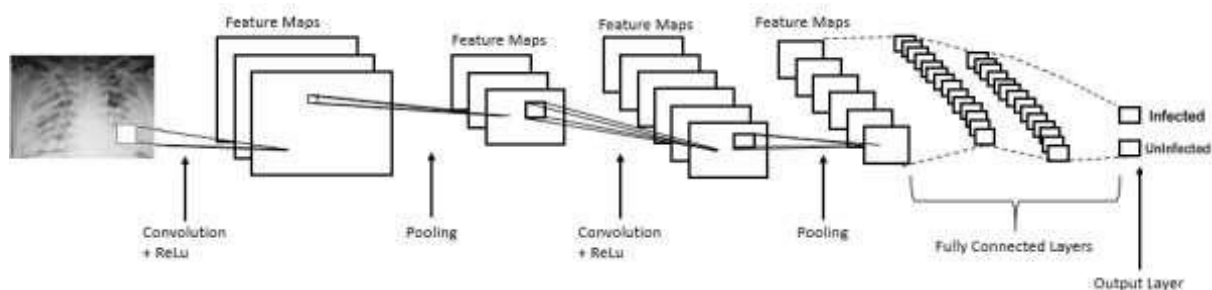 Feature Maps
Feature Maps
Feature Maps
Feature Maps
Infected
UnInfected
Convolution
+ ReLu
Pooling
Convolution
+ ReLu
Pooling
Fully Connected Layers
Output Layer